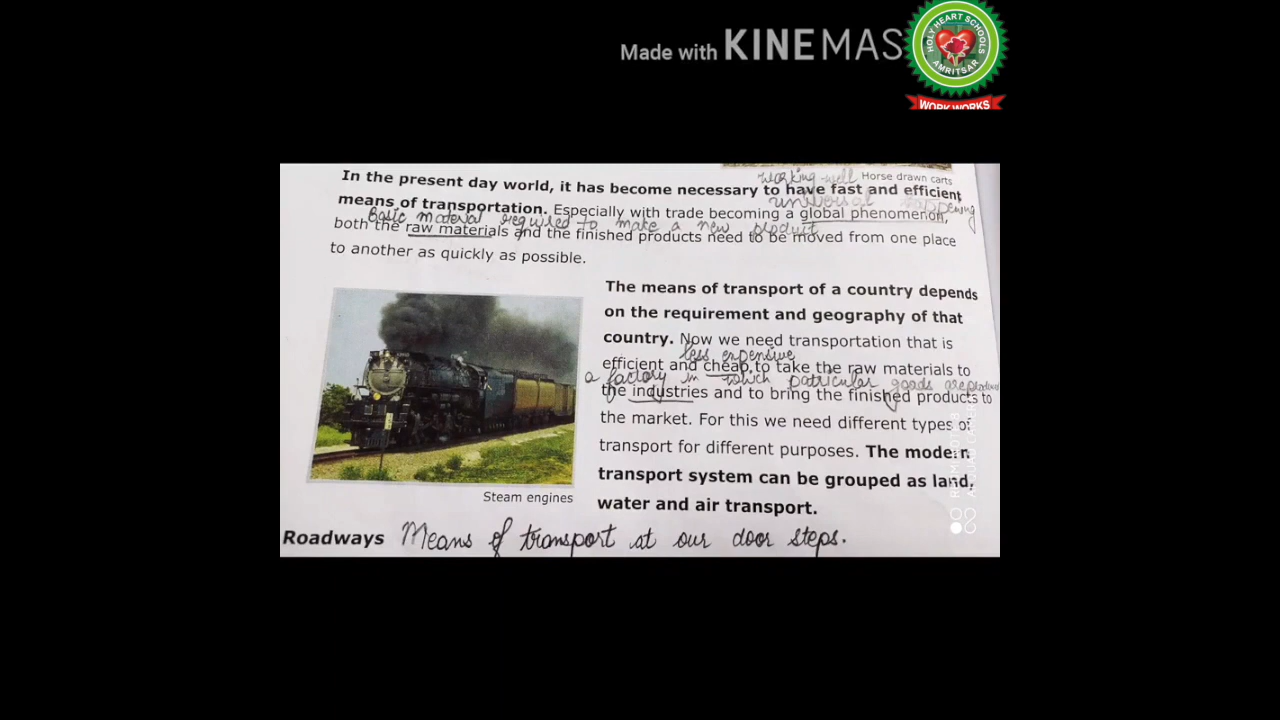 Made with KINEMAS
HOLY HEART SCHOOLS
AMRITSAR
WORK WORKS
working well Horse drawn carts
In the present day world, it has become necessary to have fast and efficient
universal happening
means of transportation. Especially with trade becoming a global phenomenon,
Basic material required to make a new product
both the raw materials and the finished products need to be moved from one place
to another as quickly as possible.
The means of transport of a country depends
on the requirement and geography of that
country. Now we need transportation that is
less expensive
efficient and cheap to take the raw materials to
a factory in which patricular goods are produced
the industries and to bring the finished products to
the market. For this we need different types of
transport for different purposes. The modern
transport system can be grouped as land,
water and air transport.
Steam engines
Roadways Means of transport at our door steps.